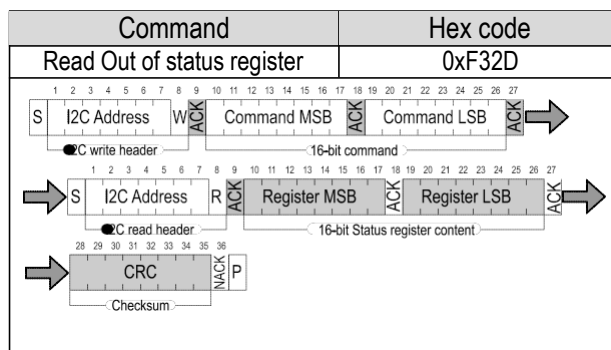 Command Hex code
Read Out of status register 0xF32D
1 2 3 4 5 6 7 8 9 10 11 12 13 14 15 16 17 18 19 20 21 22 23 24 25 26 27
S I2C Address W ACK Command MSB ACK Command LSB ACK
2C write header 16-bit command
1 2 3 4 5 6 7 8 9 10 11 12 13 14 15 16 17 18 19 20 21 22 23 24 25 26 27
S I2C Address R ACK Register MSB ACK Register LSB ACK
2C read header 16-bit Status register content
28 29 30 31 32 33 34 35 36
CRC NACK P
Checksum